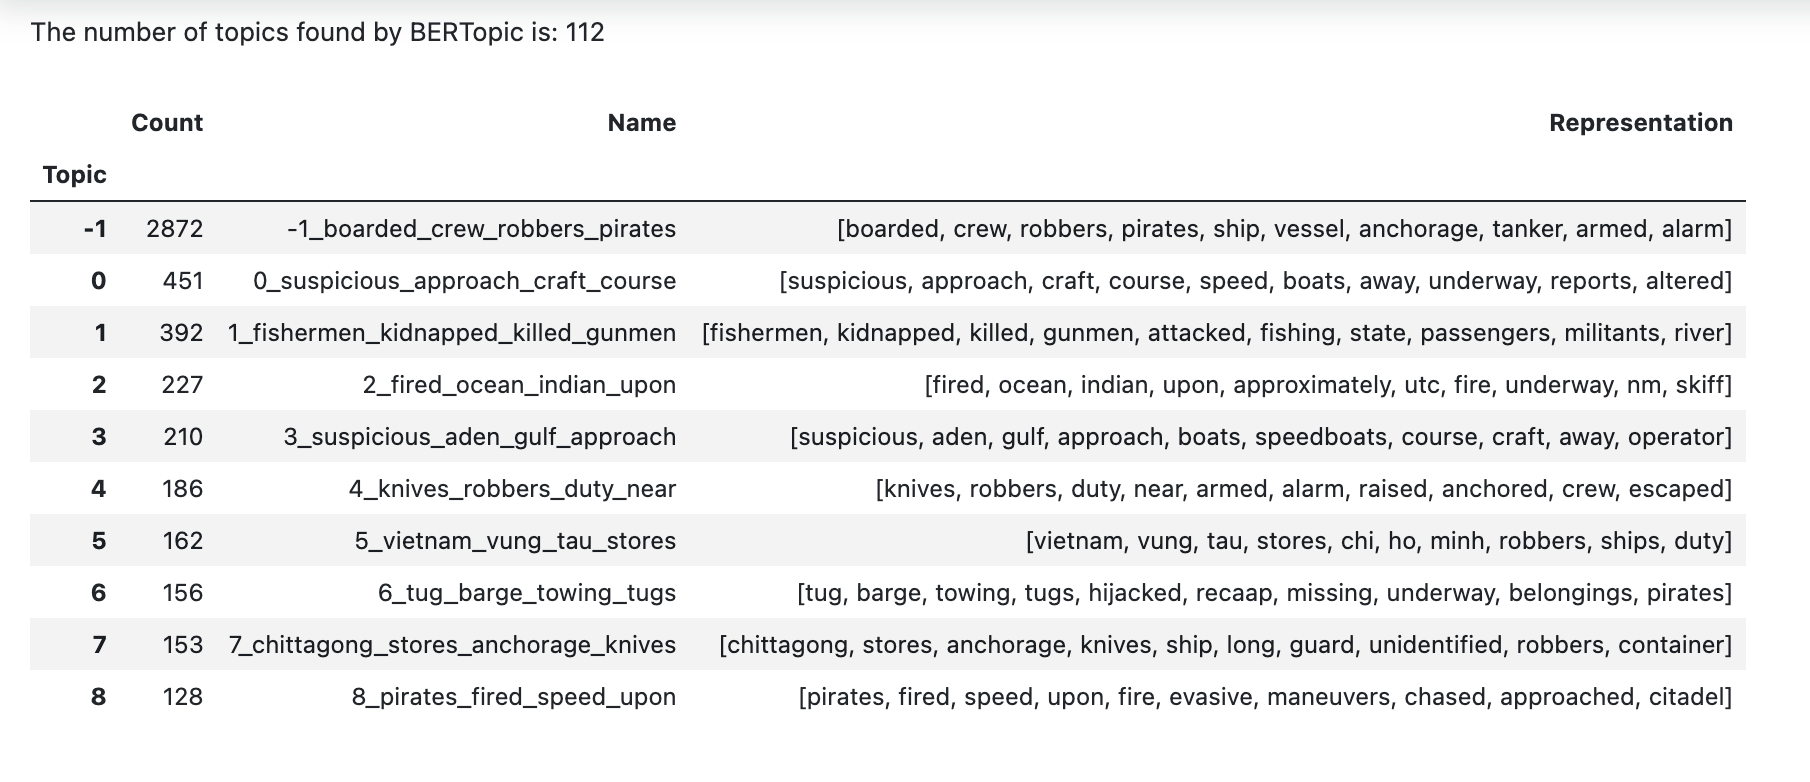 The number of topics found by BERTopic is: 112
Count Name Representation
Topic
-1 2872 -1_boarded_crew_robbers_pirates [boarded, crew, robbers, pirates, ship, vessel, anchorage, tanker, armed, alarm]
0 451 0_suspicious_approach_craft_course [suspicious, approach, craft, course, speed, boats, away, underway, reports, altered]
1 392 1_fishermen_kidnapped_killed_gunmen [fishermen, kidnapped, killed, gunmen, attacked, fishing, state, passengers, militants, river]
2 227 2_fired_ocean_indian_upon [fired, ocean, indian, upon, approximately, utc, fire, underway, nm, skiff]
3 210 3_suspicious_aden_gulf_approach [suspicious, aden, gulf, approach, boats, speedboats, course, craft, away, operator]
4 186 4_knives_robbers_duty_near [knives, robbers, duty, near, armed, alarm, raised, anchored, crew, escaped]
5 162 5_vietnam_vung_tau_stores [vietnam, vung, tau, stores, chi, ho, minh, robbers, ships, duty]
6 156 6_tug_barge_towing_tugs [tug, barge, towing, tugs, hijacked, recaap, missing, underway, belongings, pirates]
7 153 7_chittagong_stores_anchorage_knives [chittagong, stores, anchorage, knives, ship, long, guard, unidentified, robbers, container]
8 128 8_pirates_fired_speed_upon [pirates, fired, speed, upon, fire, evasive, maneuvers, chased, approached, citadel]